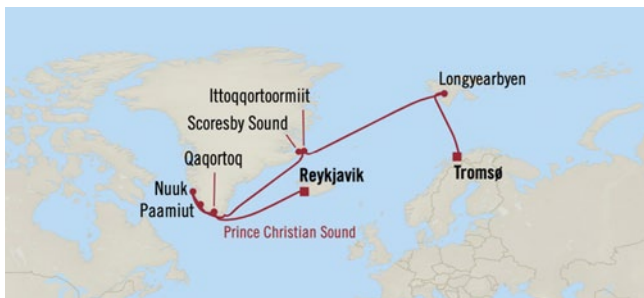 Longyearbyen
Ittoqqortoormiit
Scoresby Sound
Qaqortoq
Reykjavik
Tromsø
Nuuk
Paamiut
Prince Christian Sound